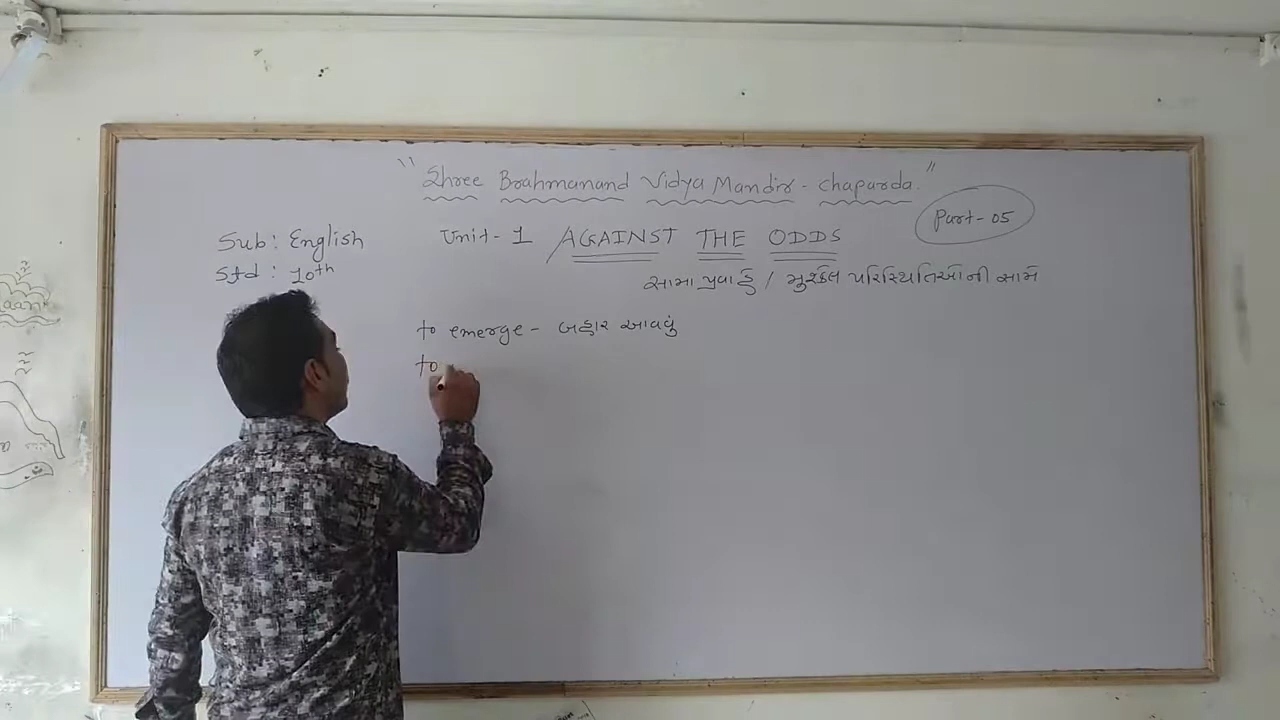 "Shree Brahmanand Vidya Mandir - Chaparda."
Part-05
Sub: English
Unit-1 AGAINST THE ODDS
Std : 10th
સામા પ્રવાહે / મુશ્કેલ પરિસ્થિતિઓની સામે
to emerge - બહાર આવવું
to